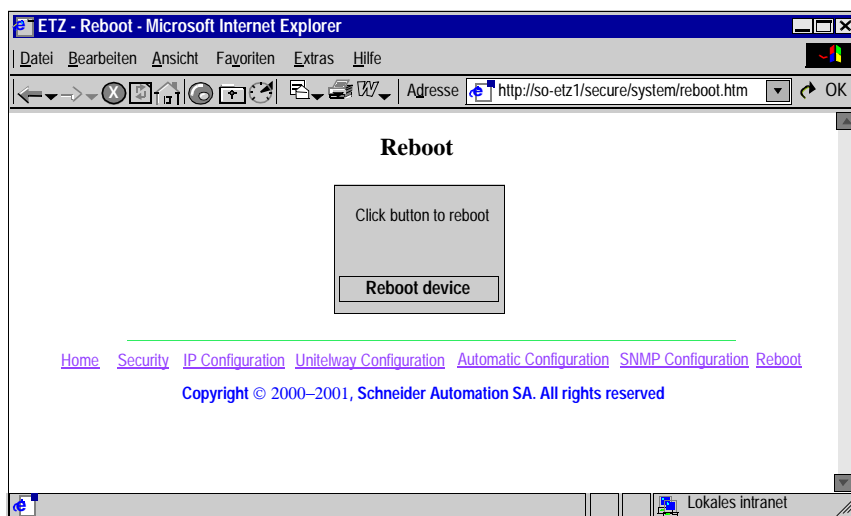 ETZ - Reboot - Microsoft Internet Explorer
Datei Bearbeiten Ansicht Favoriten Extras Hilfe
Adresse http://so-etz1/secure/system/reboot.htm OK
Reboot
Click button to reboot
Reboot device
Home Security IP Configuration Unitelway Configuration Automatic Configuration SNMP Configuration Reboot
Copyright © 2000–2001, Schneider Automation SA. All rights reserved
Lokales intranet